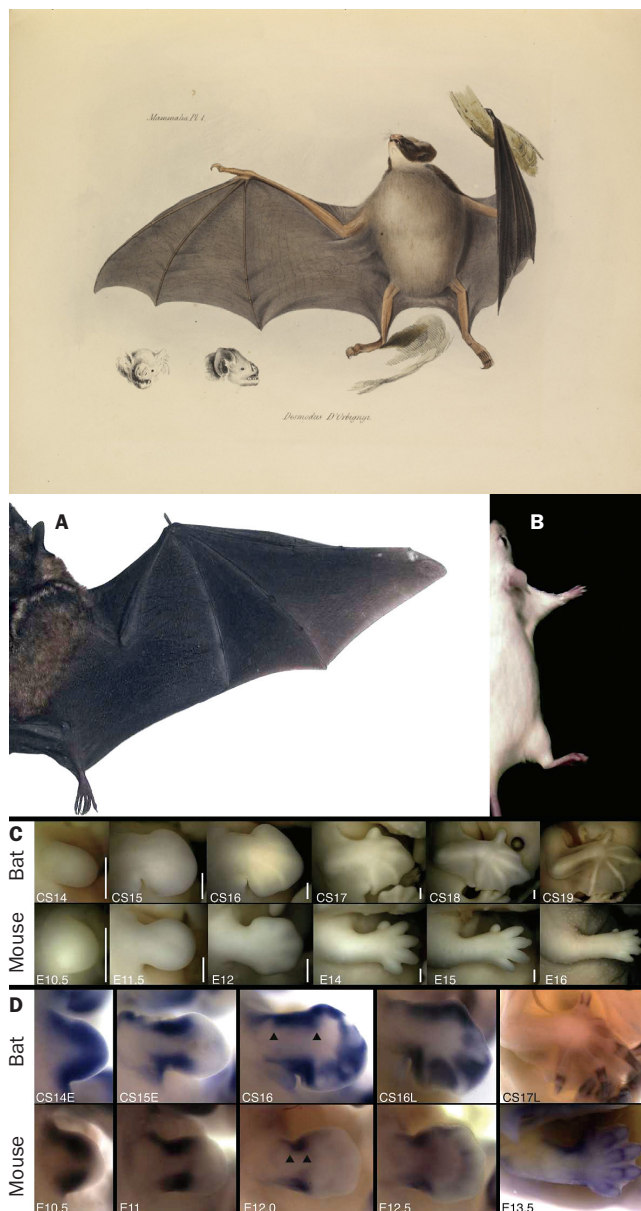 Mammalia. Pl. 1.
Desmodus D'Orbignyi.
A
B
C
Bat
CS14
CS15
CS16
CS17
CS18
CS19
Mouse
E10.5
E11.5
E12
E14
E15
E16
D
Bat
CS14E
CS15E
CS16
CS16L
CS17L
Mouse
E10.5
E11
E12.0
E12.5
E13.5